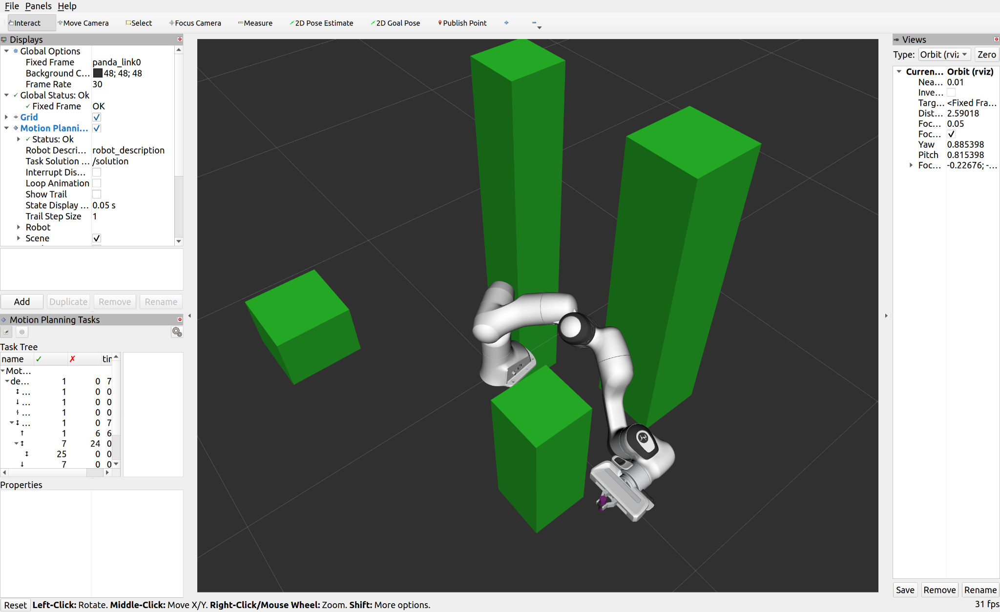 File Panels Help
Interact Move Camera Select Focus Camera Measure 2D Pose Estimate 2D Goal Pose Publish Point
Displays
Global Options
Fixed Frame panda_link0
Background C... 48; 48; 48
Frame Rate 30
Global Status: Ok
Fixed Frame OK
Grid
Motion Planni...
Status: Ok
Robot Descri... robot_description
Task Solution ... /solution
Interrupt Dis...
Loop Animation
Show Trail
State Display ... 0.05 s
Trail Step Size 1
Robot
Scene
Add Duplicate Remove Rename
Motion Planning Tasks
Task Tree
name ✓ ✗ tir
Mot...
de... 1 0 7
... 1 0 0
... 1 0 0
... 1 0 0
... 1 0 7
1 6 6
7 24 0
25 0 0
7 0 0
Properties
Reset Left-Click: Rotate. Middle-Click: Move X/Y. Right-Click/Mouse Wheel: Zoom. Shift: More options.
Views
Type: Orbit (rviz Zero
Curren... Orbit (rviz)
Nea... 0.01
Inve...
Targ... <Fixed Fra...
Dist... 2.59018
Foc... 0.05
Foc...
Yaw 0.885398
Pitch 0.815398
Foc... -0.22676; -...
Save Remove Rename
31 fps